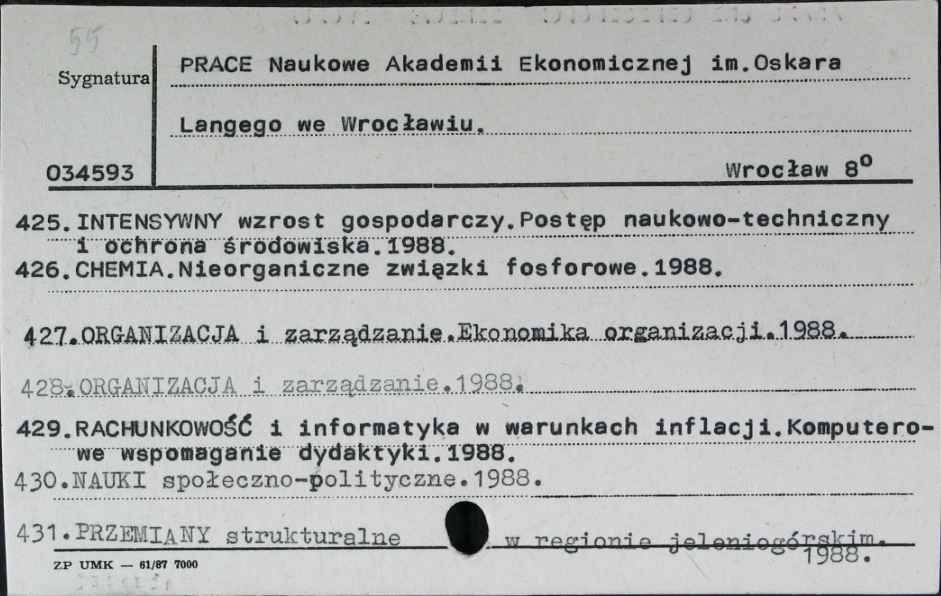 55
Sygnatura
PRACE Naukowe Akademii Ekonomicznej im.Oskara
Langego we Wrocławiu.
034593
Wrocław 8⁰
425. INTENSYWNY wzrost gospodarczy.Postęp naukowo-techniczny
i ochrona środowiska.1988.
426.CHEMIA.Nieorganiczne związki fosforowe.1988.
427.ORGANIZACJA i zarządzanie.Ekonomika organizacji.1988.
428.ORGANIZACJA i zarządzanie.1988.
429.RACHUNKOWOŚĆ i informatyka w warunkach inflacji.Komputero-
we wspomaganie dydaktyki.1988.
430.NAUKI społeczno-polityczne.1988.
431.PRZEMIANY strukturalne w regionie jeleniogórskim.
1988.
ZP UMK — 61/87 7000